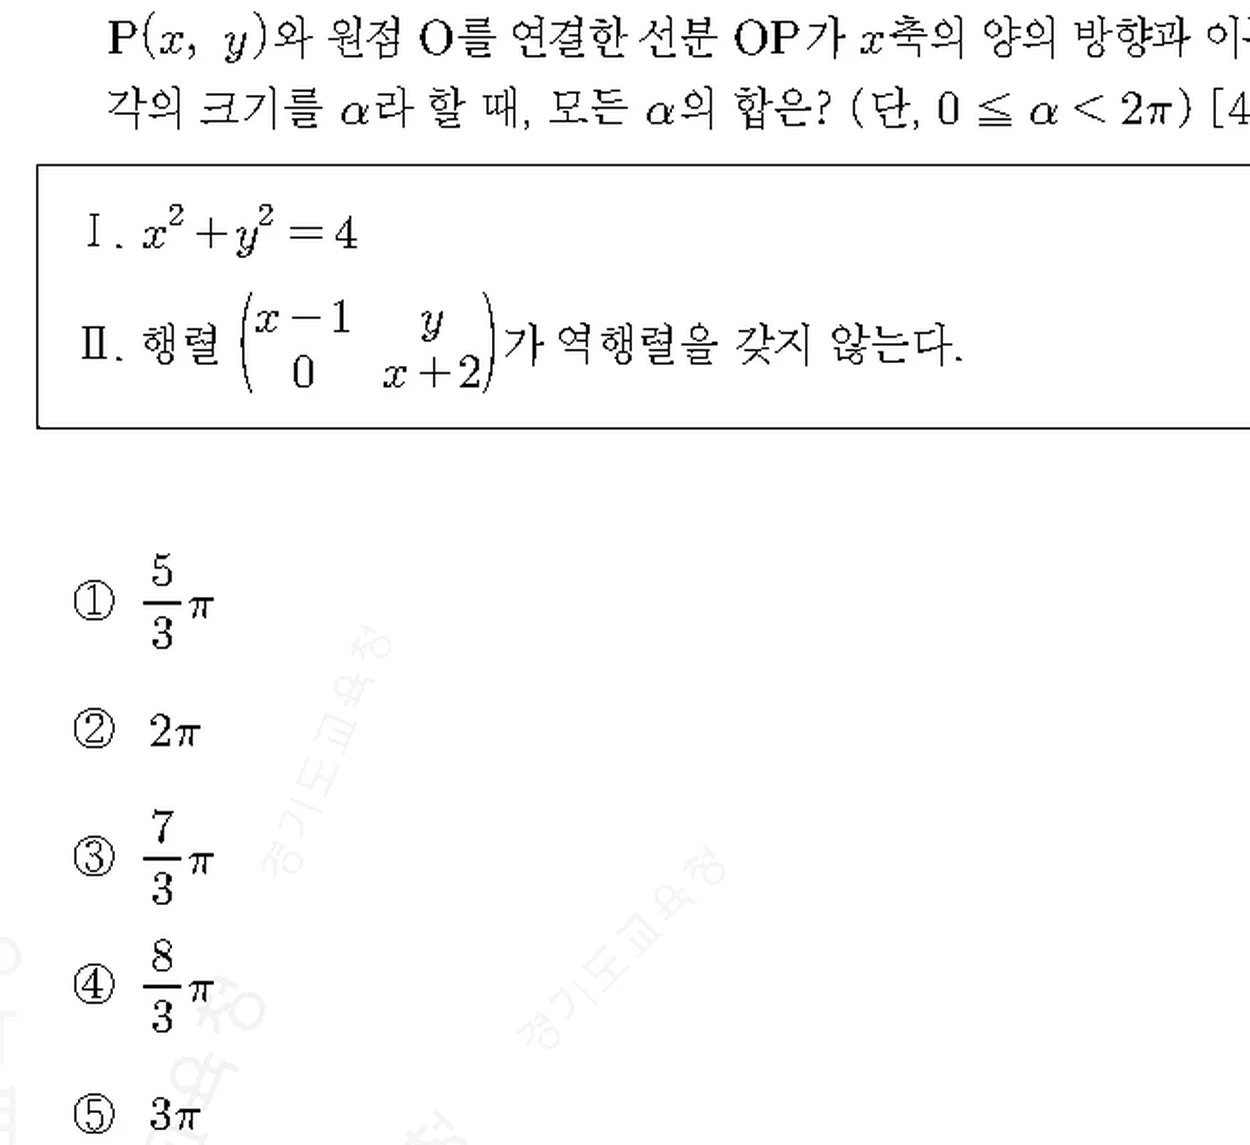 P(x, y)와 원점 O를 연결한 선분 OP가 x축의 양의 방향과
각의 크기를 α라 할 때, 모든 α의 합은? (단, 0 ≦ α < 2π) [4
Ⅰ. x² + y² = 4
Ⅱ. 행렬 (x − 1 y
0 x + 2)가 역행렬을 갖지 않는다.
① 5/3 π
② 2π
③ 7/3 π
④ 8/3 π
⑤ 3π
경기도교육청
경기도교육청
육청
청